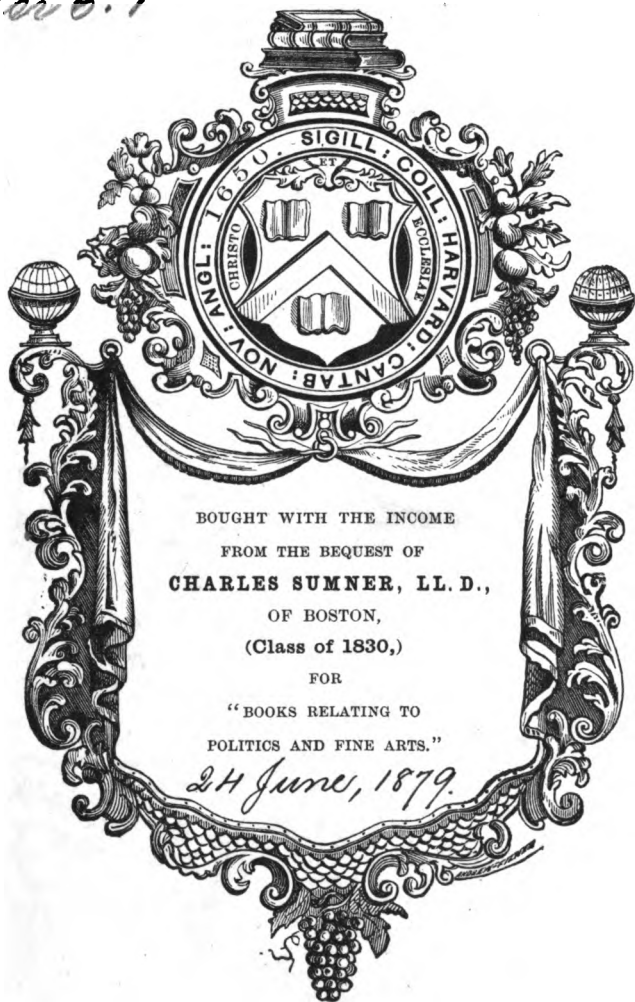 SIGILL: COLL: HARVARD: CANTAB: NOV: ANGL: 1650.
ET
CHRISTO
ECCLESIAE
BOUGHT WITH THE INCOME
FROM THE BEQUEST OF
CHARLES SUMNER, LL. D.,
OF BOSTON,
(Class of 1830,)
FOR
“BOOKS RELATING TO
POLITICS AND FINE ARTS.”
24 June, 1879.